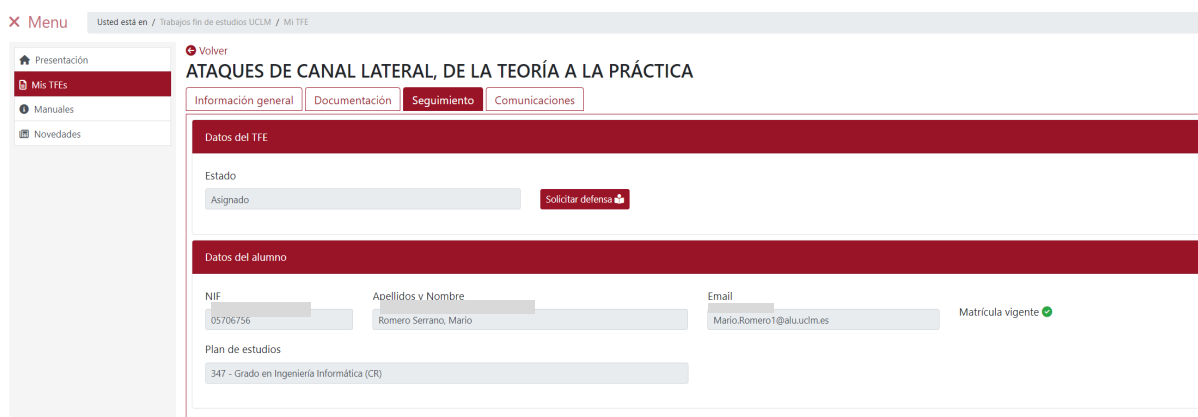 ✕ Menu
Usted está en / Trabajos fin de estudios UCLM / Mi TFE
Presentación
Mis TFEs
Manuales
Novedades
Volver
ATAQUES DE CANAL LATERAL, DE LA TEORÍA A LA PRÁCTICA
Información general Documentación Seguimiento Comunicaciones
Datos del TFE
Estado
Asignado Solicitar defensa
Datos del alumno
NIF Apellidos y Nombre Email
05706756 Romero Serrano, Mario Mario.Romero1@alu.uclm.es Matrícula vigente
Plan de estudios
347 - Grado en Ingeniería Informática (CR)